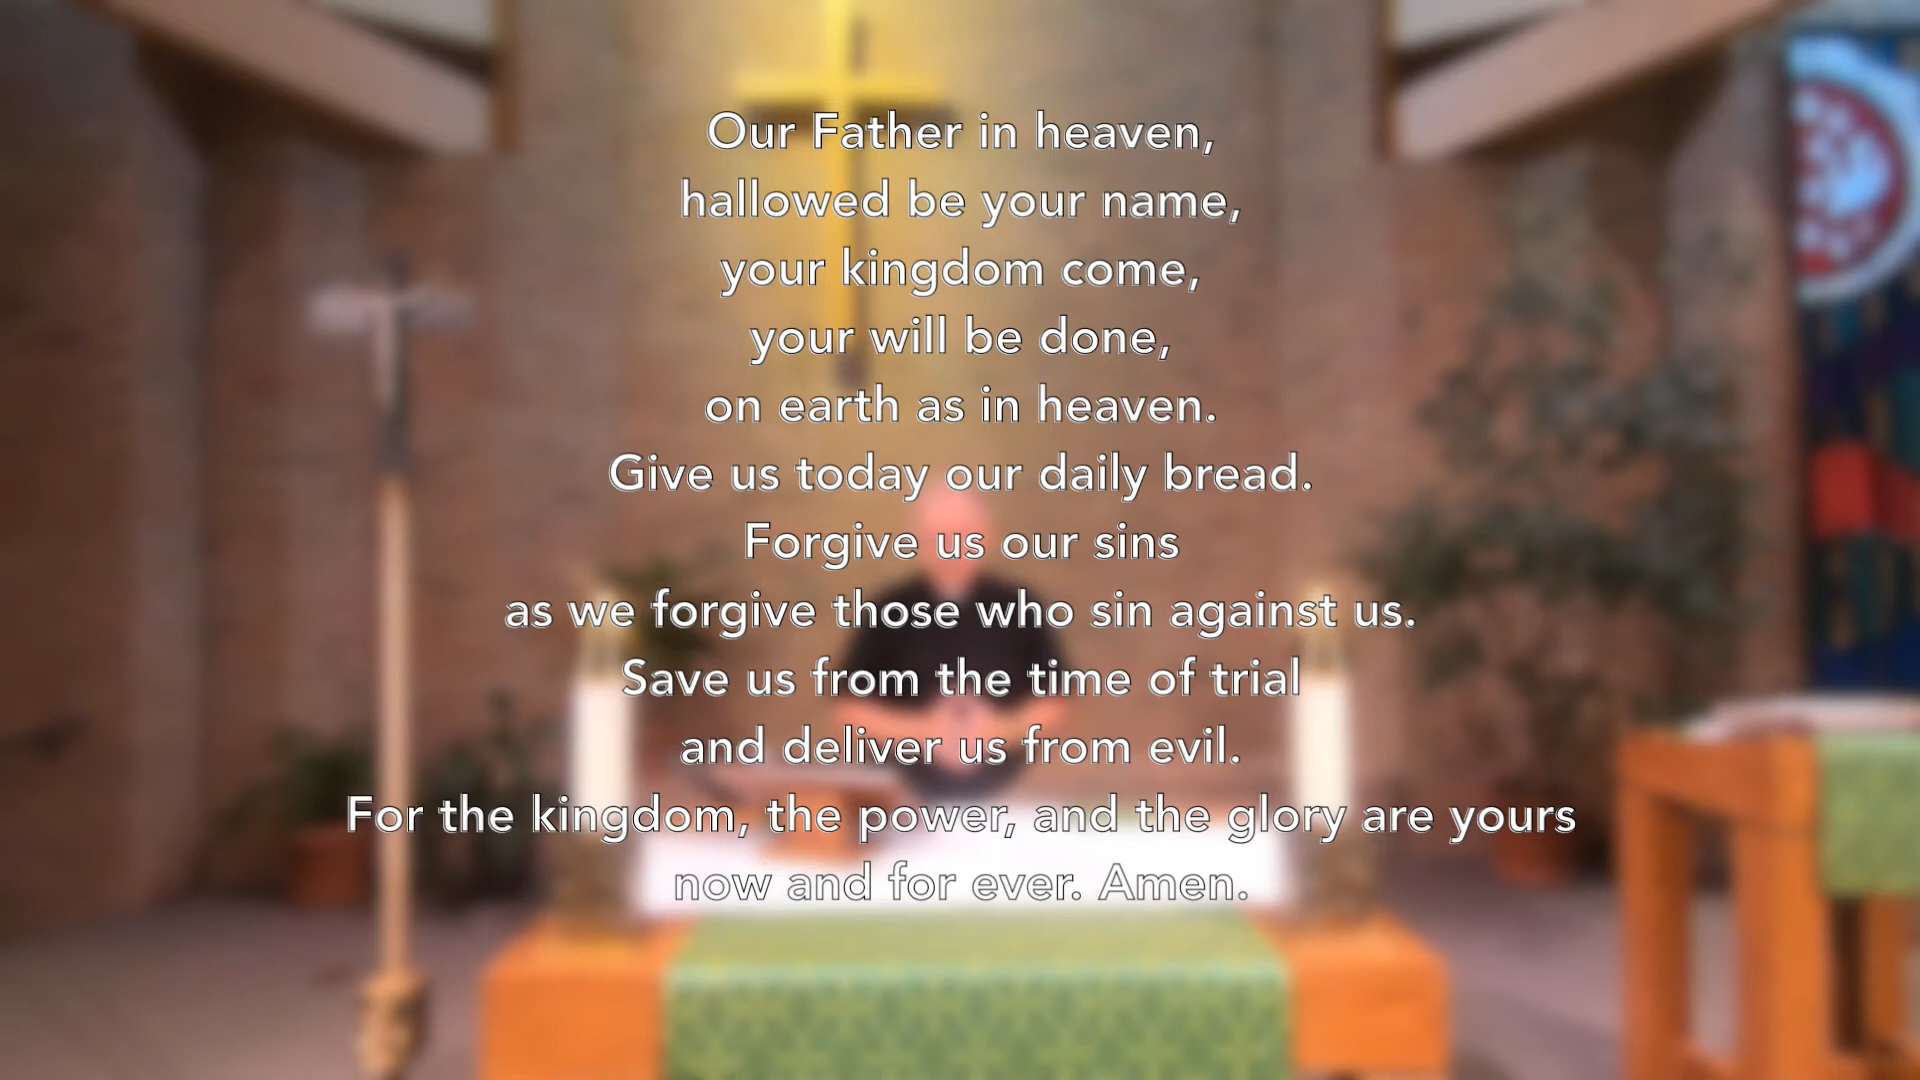 Our Father in heaven,
hallowed be your name,
your kingdom come,
your will be done,
on earth as in heaven.
Give us today our daily bread.
Forgive us our sins
as we forgive those who sin against us.
Save us from the time of trial
and deliver us from evil.
For the kingdom, the power, and the glory are yours
now and for ever. Amen.